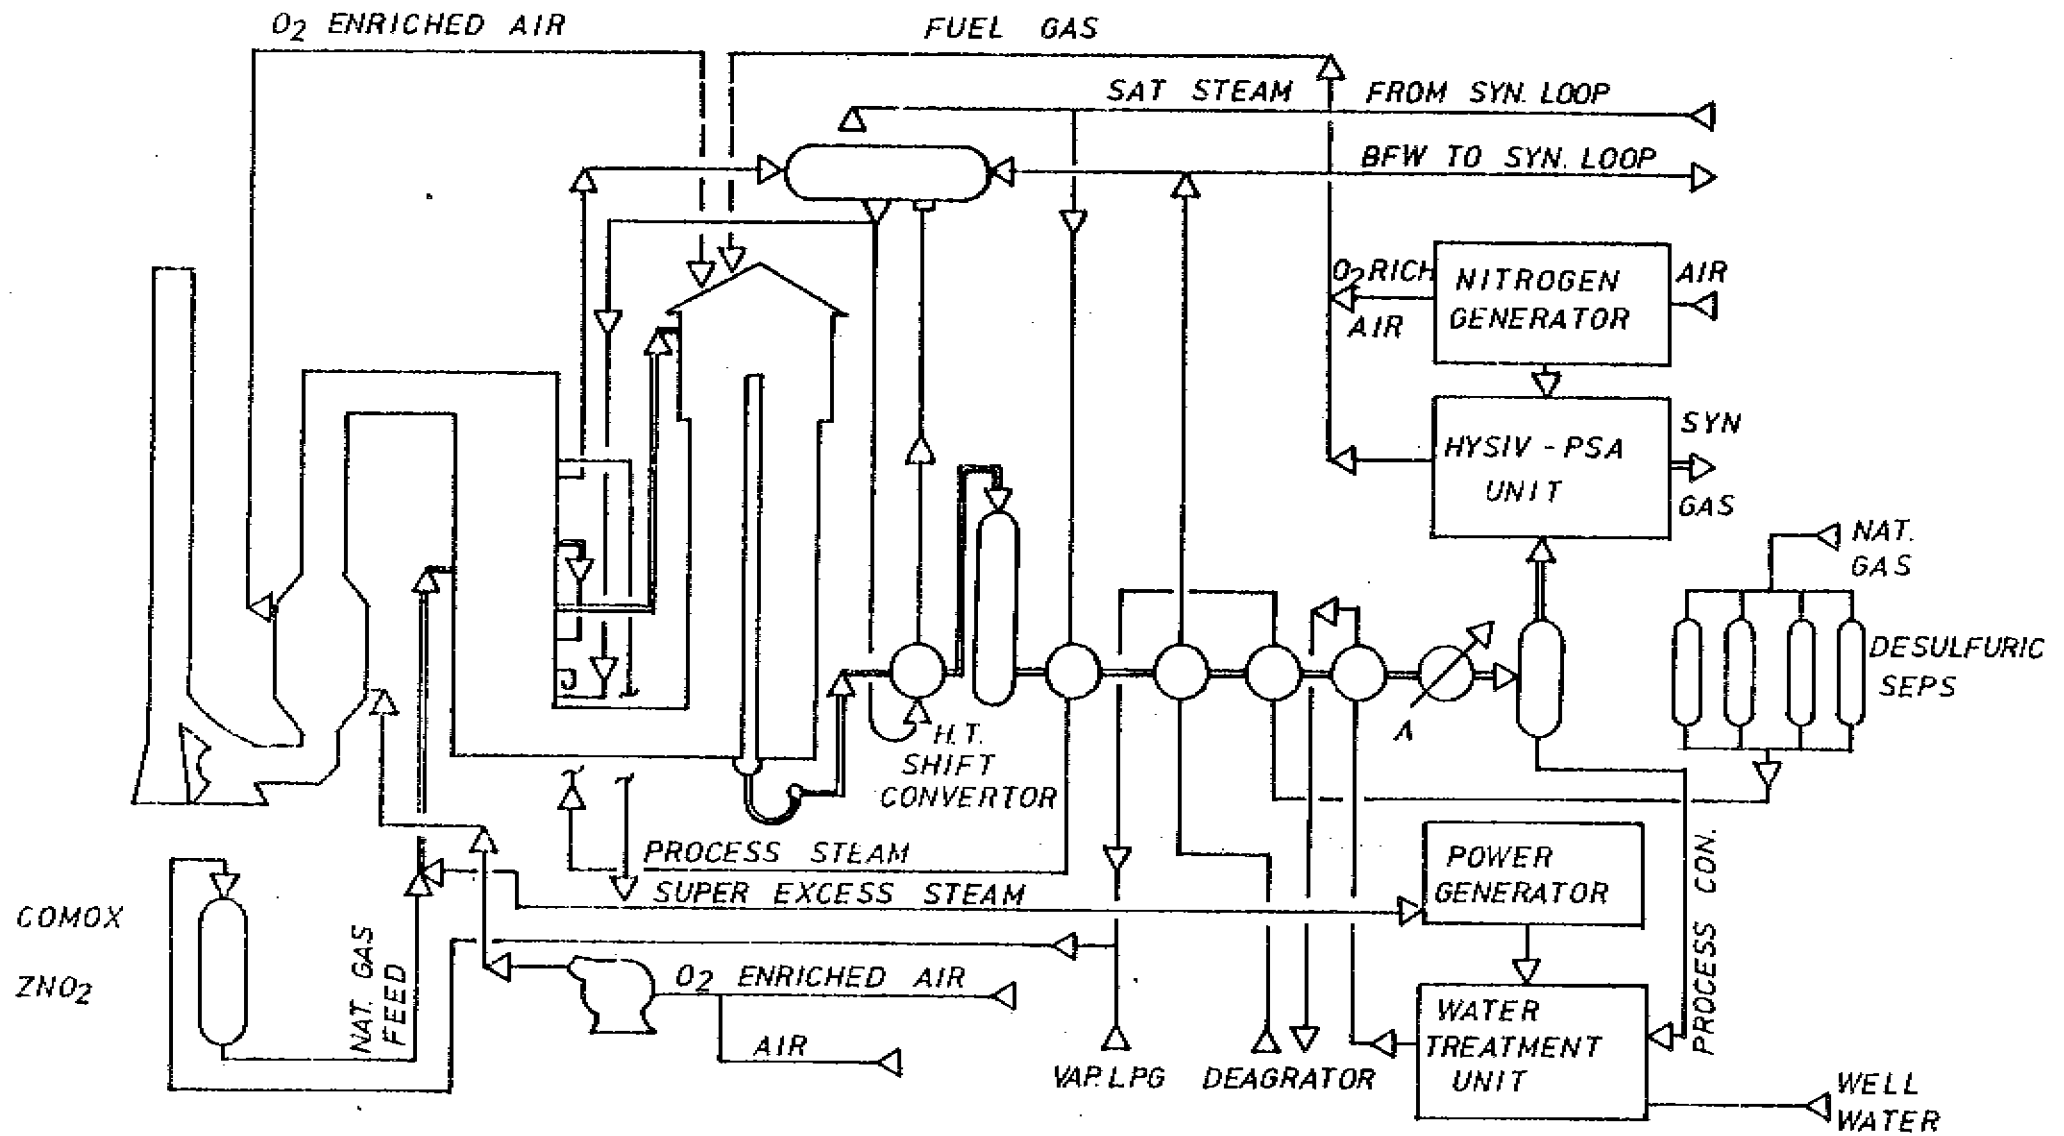 O2 ENRICHED AIR
FUEL GAS
SAT STEAM FROM SYN. LOOP
BFW TO SYN. LOOP
O2 RICH
AIR
NITROGEN
GENERATOR
AIR
HYSIV - PSA
UNIT
SYN
GAS
NAT.
GAS
DESULFURIC
SEPS
H.T.
SHIFT
CONVERTOR
PROCESS STEAM
SUPER EXCESS STEAM
POWER
GENERATOR
PROCESS CON.
COMOX
ZNO2
NAT. GAS
FEED
O2 ENRICHED AIR
AIR
VAP. LPG
DEAGRATOR
WATER
TREATMENT
UNIT
WELL
WATER